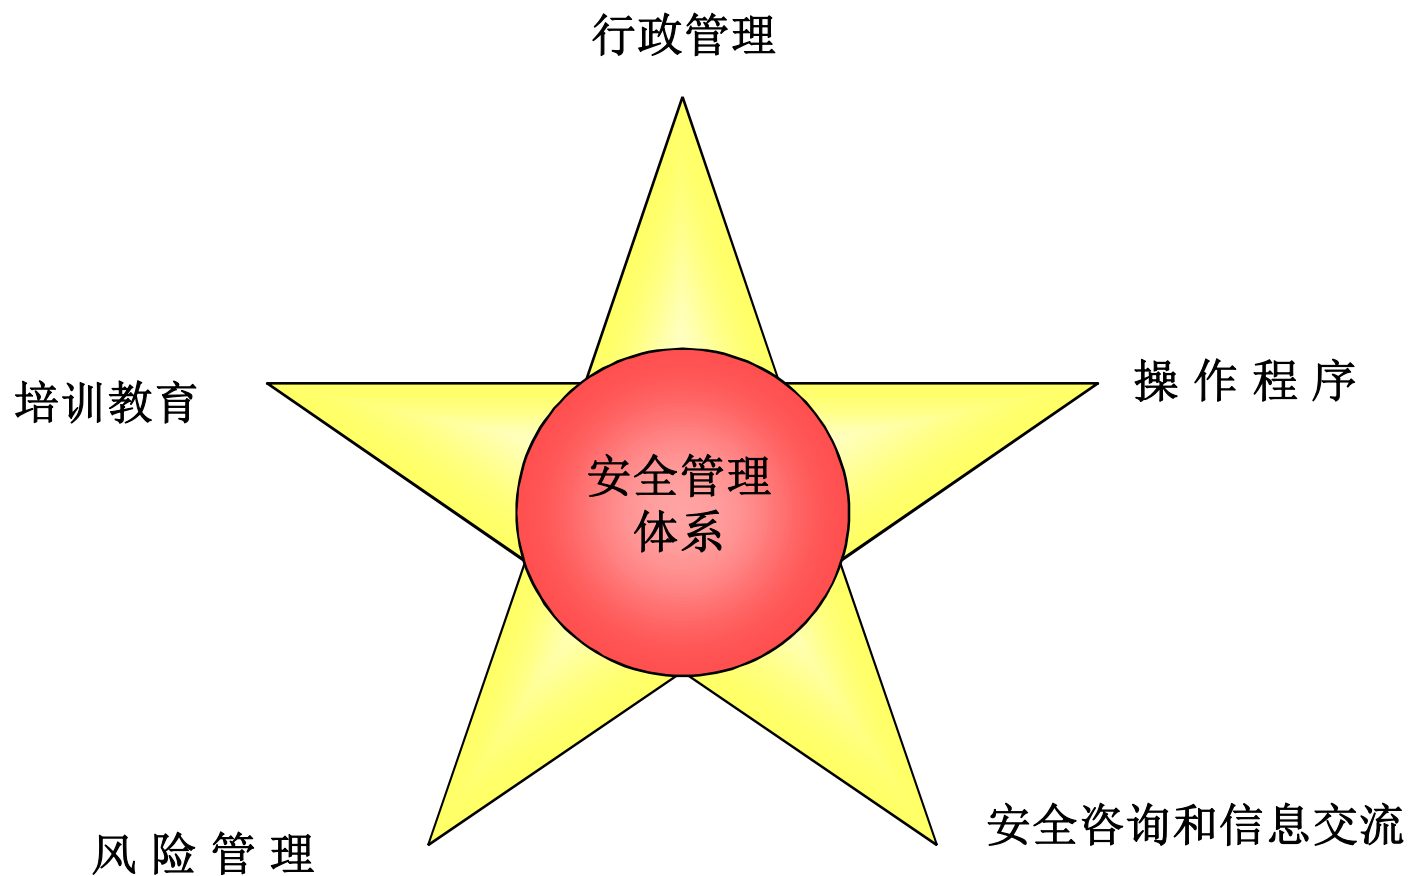 行政管理
操作程序
培训教育
安全管理
体系
安全咨询和信息交流
风险管理